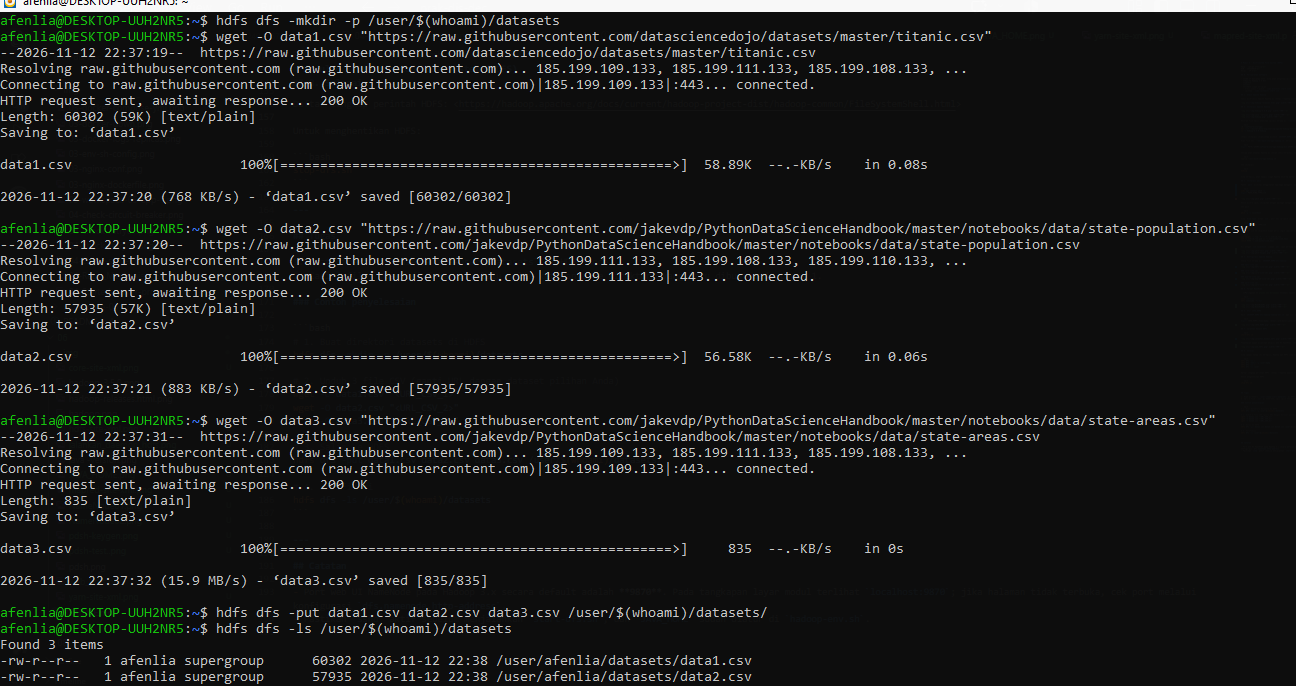 afenlia@DESKTOP-UUH2NR5: ~
afenlia@DESKTOP-UUH2NR5:~$ hdfs dfs -mkdir -p /user/$(whoami)/datasets
afenlia@DESKTOP-UUH2NR5:~$ wget -O data1.csv "https://raw.githubusercontent.com/datasciencedojo/datasets/master/titanic.csv"
--2026-11-12 22:37:19--  https://raw.githubusercontent.com/datasciencedojo/datasets/master/titanic.csv
Resolving raw.githubusercontent.com (raw.githubusercontent.com)... 185.199.109.133, 185.199.111.133, 185.199.108.133, ...
Connecting to raw.githubusercontent.com (raw.githubusercontent.com)|185.199.109.133|:443... connected.
HTTP request sent, awaiting response... 200 OK
Length: 60302 (59K) [text/plain]
Saving to: ‘data1.csv’
data1.csv                     100%[=================================================>]  58.89K  --.-KB/s    in 0.08s
2026-11-12 22:37:20 (768 KB/s) - ‘data1.csv’ saved [60302/60302]
afenlia@DESKTOP-UUH2NR5:~$ wget -O data2.csv "https://raw.githubusercontent.com/jakevdp/PythonDataScienceHandbook/master/notebooks/data/state-population.csv"
--2026-11-12 22:37:20--  https://raw.githubusercontent.com/jakevdp/PythonDataScienceHandbook/master/notebooks/data/state-population.csv
Resolving raw.githubusercontent.com (raw.githubusercontent.com)... 185.199.111.133, 185.199.108.133, 185.199.110.133, ...
Connecting to raw.githubusercontent.com (raw.githubusercontent.com)|185.199.111.133|:443... connected.
HTTP request sent, awaiting response... 200 OK
Length: 57935 (57K) [text/plain]
Saving to: ‘data2.csv’
data2.csv                     100%[=================================================>]  56.58K  --.-KB/s    in 0.06s
2026-11-12 22:37:21 (883 KB/s) - ‘data2.csv’ saved [57935/57935]
afenlia@DESKTOP-UUH2NR5:~$ wget -O data3.csv "https://raw.githubusercontent.com/jakevdp/PythonDataScienceHandbook/master/notebooks/data/state-areas.csv"
--2026-11-12 22:37:31--  https://raw.githubusercontent.com/jakevdp/PythonDataScienceHandbook/master/notebooks/data/state-areas.csv
Resolving raw.githubusercontent.com (raw.githubusercontent.com)... 185.199.109.133, 185.199.111.133, 185.199.108.133, ...
Connecting to raw.githubusercontent.com (raw.githubusercontent.com)|185.199.109.133|:443... connected.
HTTP request sent, awaiting response... 200 OK
Length: 835 [text/plain]
Saving to: ‘data3.csv’
data3.csv                     100%[=================================================>]     835  --.-KB/s    in 0s
2026-11-12 22:37:32 (15.9 MB/s) - ‘data3.csv’ saved [835/835]
afenlia@DESKTOP-UUH2NR5:~$ hdfs dfs -put data1.csv data2.csv data3.csv /user/$(whoami)/datasets/
afenlia@DESKTOP-UUH2NR5:~$ hdfs dfs -ls /user/$(whoami)/datasets
Found 3 items
-rw-r--r--   1 afenlia supergroup      60302 2026-11-12 22:38 /user/afenlia/datasets/data1.csv
-rw-r--r--   1 afenlia supergroup      57935 2026-11-12 22:38 /user/afenlia/datasets/data2.csv